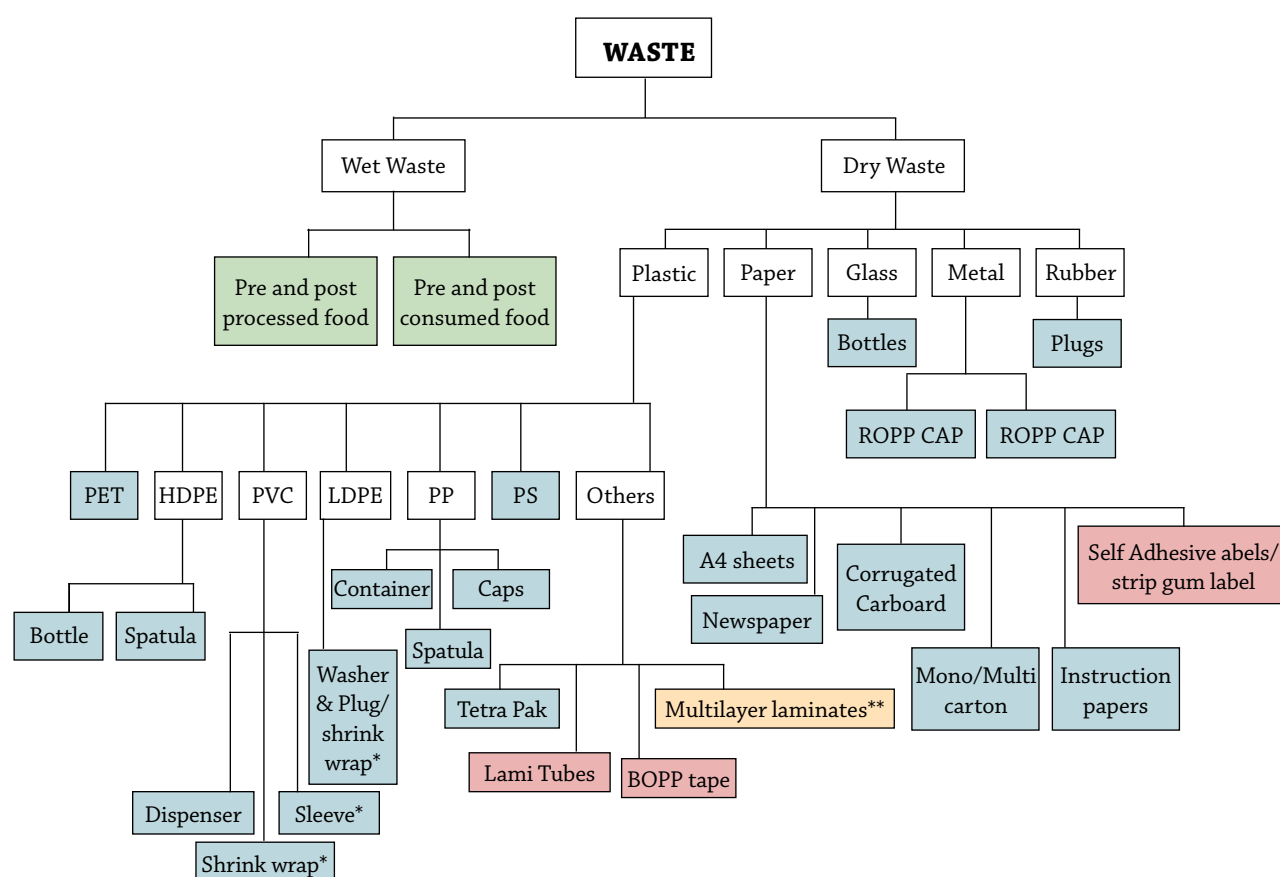 WASTE
Wet Waste
Dry Waste
Pre and post
processed food
Pre and post
consumed food
Plastic
Paper
Glass
Metal
Rubber
Bottles
Plugs
ROPP CAP
ROPP CAP
PET
HDPE
PVC
LDPE
PP
PS
Others
A4 sheets
Newspaper
Corrugated
Carboard
Self Adhesive abels/
strip gum label
Container
Caps
Bottle
Spatula
Spatula
Washer
& Plug/
shrink
wrap*
Mono/Multi
carton
Instruction
papers
Tetra Pak
Multilayer laminates**
Lami Tubes
BOPP tape
Dispenser
Sleeve*
Shrink wrap*